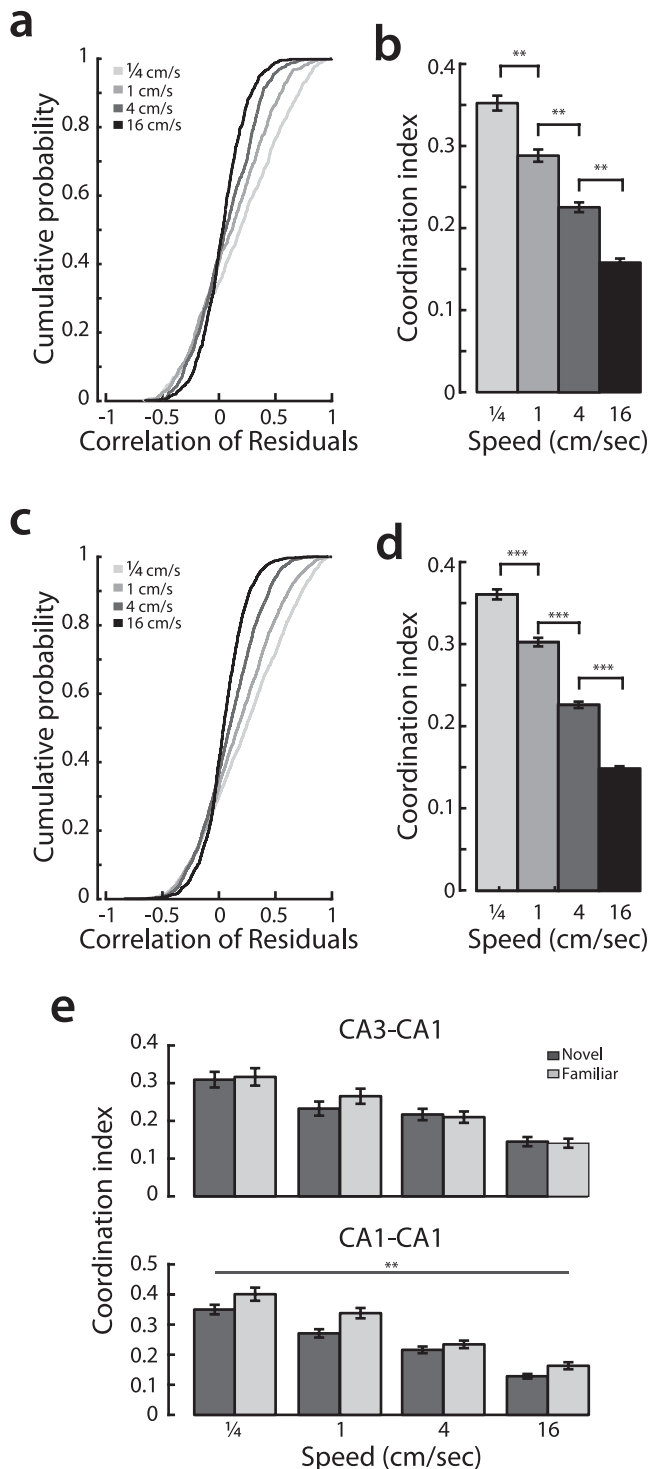 a
1
0.8
0.6
0.4
0.2
0
Cumulative probability
¼ cm/s
1 cm/s
4 cm/s
16 cm/s
-1 -0.5 0 0.5 1
Correlation of Residuals
b
0.4
0.3
0.2
0.1
0
Coordination index
**
**
**
¼ 1 4 16
Speed (cm/sec)
c
1
0.8
0.6
0.4
0.2
0
Cumulative probability
¼ cm/s
1 cm/s
4 cm/s
16 cm/s
-1 -0.5 0 0.5 1
Correlation of Residuals
d
0.4
0.3
0.2
0.1
0
Coordination index
***
***
***
¼ 1 4 16
Speed (cm/sec)
e
CA3-CA1
Novel
Familiar
0.4
0.3
0.2
0.1
0
Coordination index
CA1-CA1
**
0.5
0.4
0.3
0.2
0.1
0
¼ 1 4 16
Speed (cm/sec)